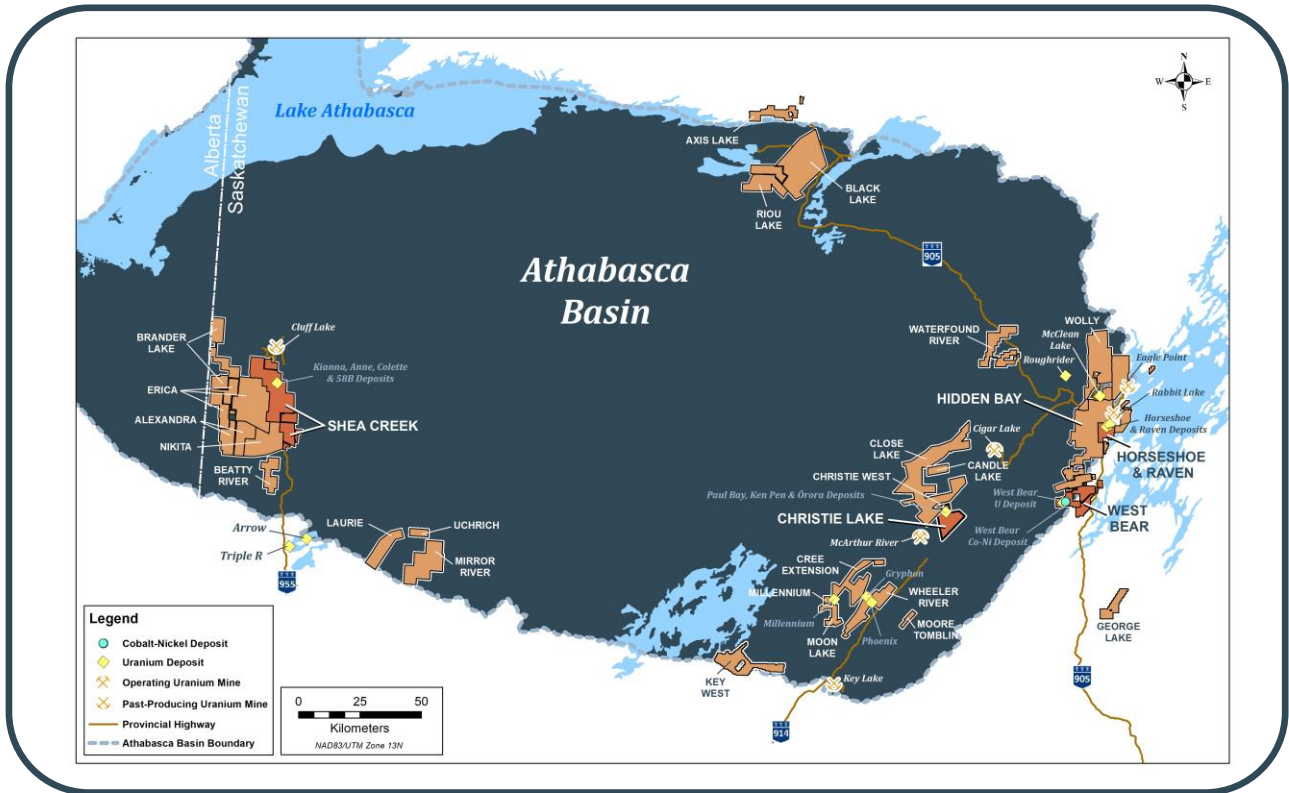 N
W
E
S
Lake Athabasca
Alberta
Saskatchewan
AXIS LAKE
BLACK
LAKE
RIOU
LAKE
905
Athabasca
Basin
BRANDER
LAKE
Cluff Lake
Kianna, Anne, Colette
& 58B Deposits
ERICA
ALEXANDRA
SHEA CREEK
NIKITA
BEATTY
RIVER
WATERFOUND
RIVER
WOLLY
McClean
Lake
Roughrider
Eagle Point
Rabbit Lake
HIDDEN BAY
Horseshoe
& Raven Deposits
HORSESHOE
& RAVEN
Cigar Lake
CLOSE
LAKE
CANDLE
LAKE
CHRISTIE WEST
Paul Bay, Ken Pen & Ōrora Deposits
CHRISTIE LAKE
McArthur River
West Bear
U Deposit
WEST
BEAR
West Bear
Co-Ni Deposit
Arrow
Triple R
955
LAURIE
UCHRICH
MIRROR
RIVER
CREE
EXTENSION
Gryphon
MILLENNIUM
WHEELER
RIVER
Millennium
Phoenix
MOON
LAKE
MOORE
TOMBLIN
GEORGE
LAKE
KEY
WEST
Key Lake
914
905
Legend
Cobalt-Nickel Deposit
Uranium Deposit
Operating Uranium Mine
Past-Producing Uranium Mine
Provincial Highway
Athabasca Basin Boundary
0 25 50
Kilometers
NAD83/UTM Zone 13N